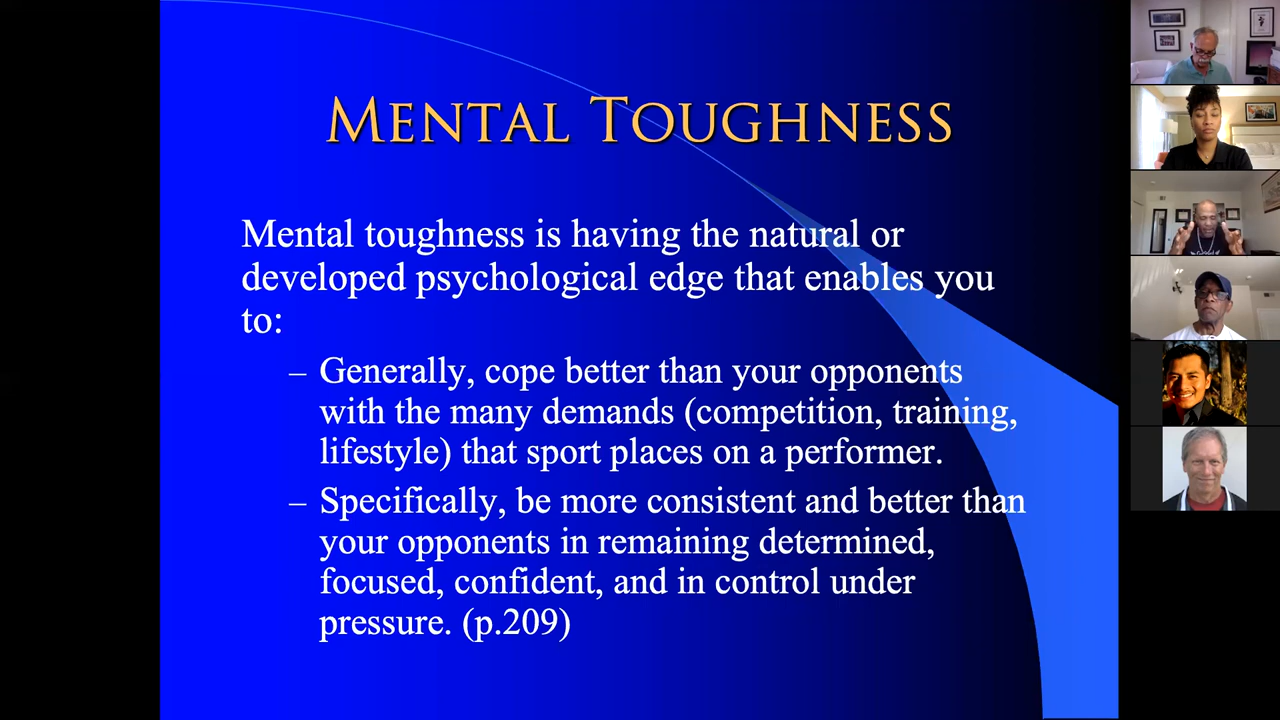 MENTAL TOUGHNESS
Mental toughness is having the natural or
developed psychological edge that enables you
to:
– Generally, cope better than your opponents
with the many demands (competition, training,
lifestyle) that sport places on a performer.
– Specifically, be more consistent and better than
your opponents in remaining determined,
focused, confident, and in control under
pressure. (p.209)